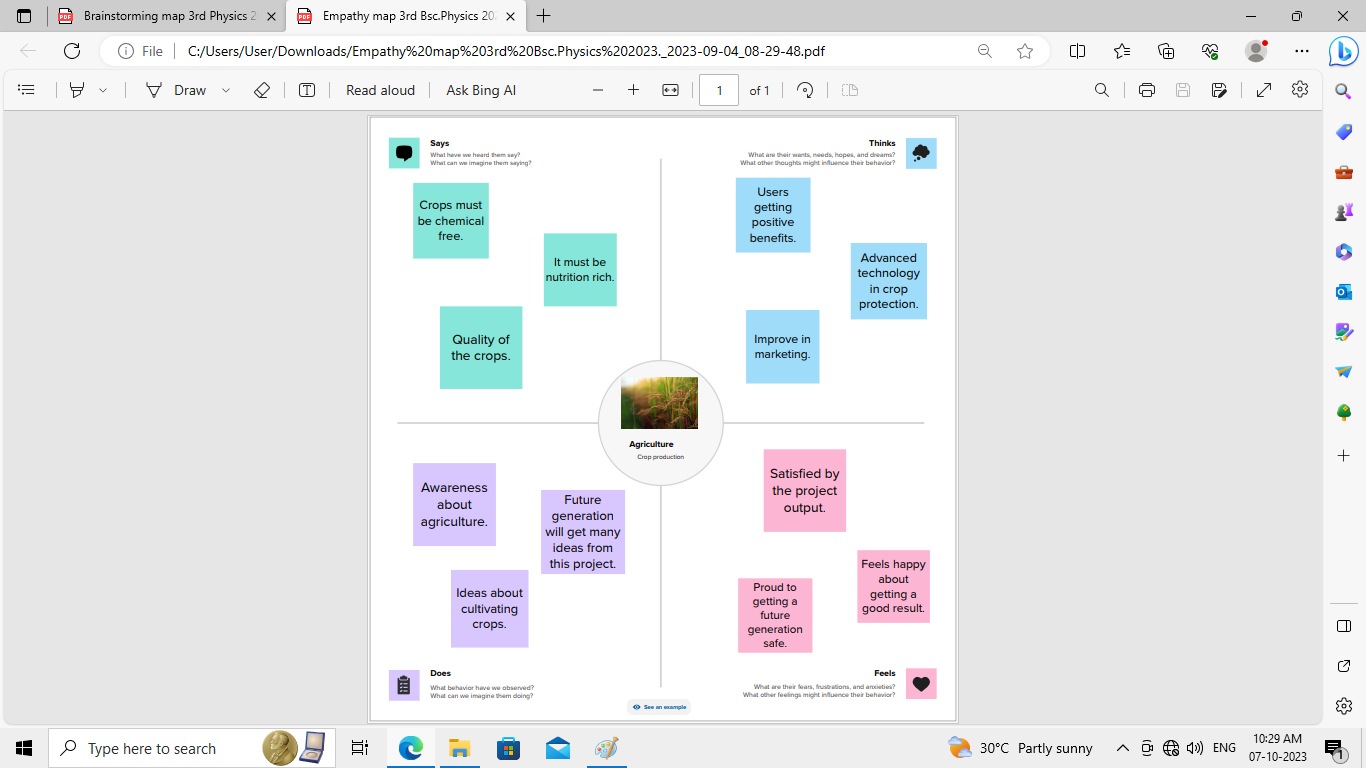 Brainstorming map 3rd Physics 2
Empathy map 3rd Bsc.Physics 202
File
C:/Users/User/Downloads/Empathy%20map%203rd%20Bsc.Physics%202023._2023-09-04_08-29-48.pdf
Draw
Read aloud
Ask Bing AI
1
of 1
Says
What have we heard them say?
What can we imagine them saying?
Thinks
What are their wants, needs, hopes, and dreams?
What other thoughts might influence their behavior?
Crops must
be chemical
free.
It must be
nutrition rich.
Quality of
the crops.
Users
getting
positive
benefits.
Advanced
technology
in crop
protection.
Improve in
marketing.
Agriculture
Crop production
Awareness
about
agriculture.
Future
generation
will get many
ideas from
this project.
Ideas about
cultivating
crops.
Satisfied by
the project
output.
Feels happy
about
getting a
good result.
Proud to
getting a
future
generation
safe.
Does
What behavior have we observed?
What can we imagine them doing?
Feels
What are their fears, frustrations, and anxieties?
What other feelings might influence their behavior?
See an example
Type here to search
30°C Partly sunny
ENG
10:29 AM
07-10-2023
1